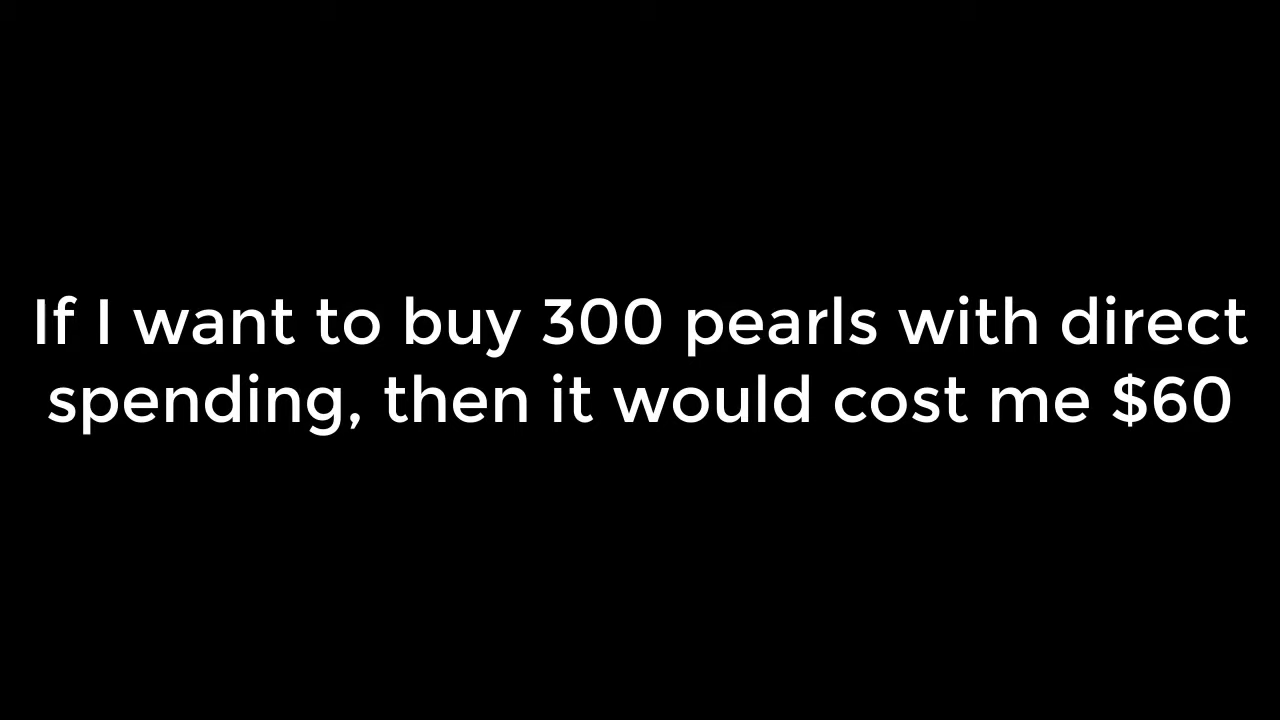 If I want to buy 300 pearls with direct
spending, then it would cost me $60